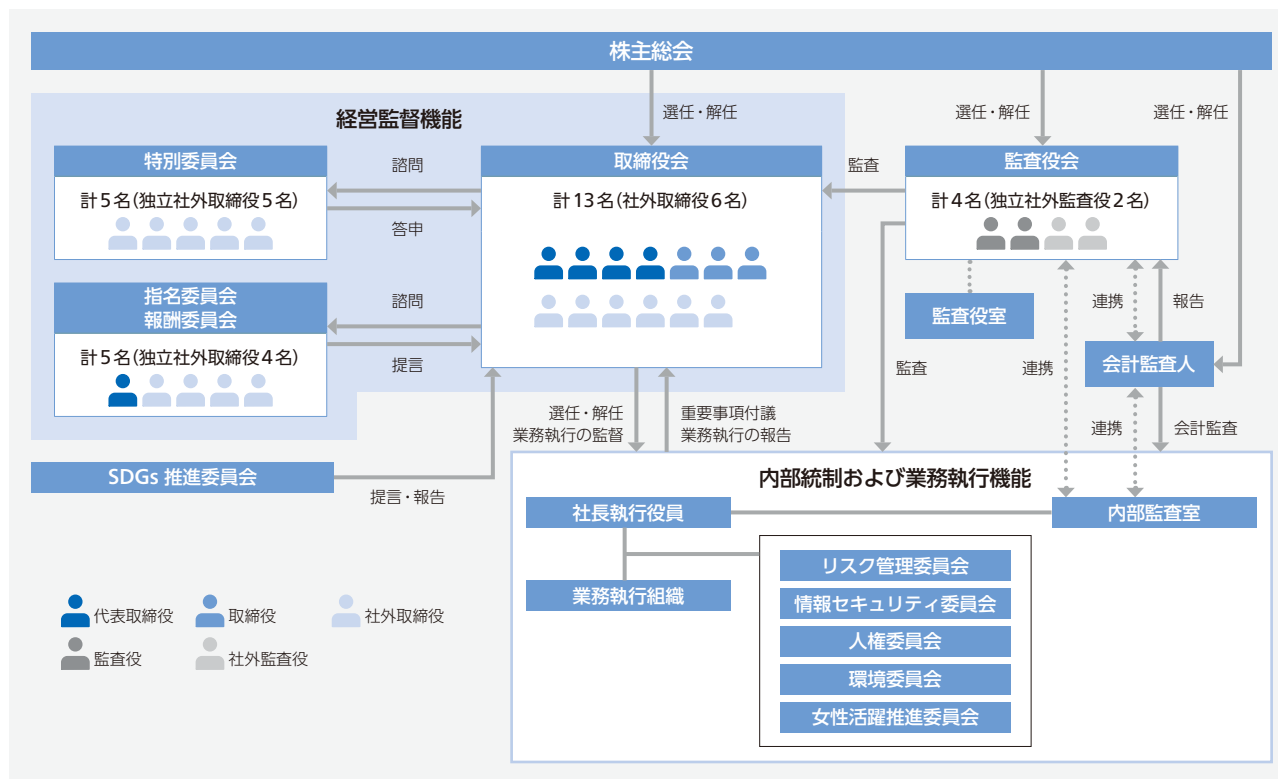 株主総会
選任・解任
選任・解任
選任・解任
経営監督機能
特別委員会
計5名(独立社外取締役5名)
諮問
答申
指名委員会
報酬委員会
計5名(独立社外取締役4名)
諮問
提言
取締役会
計13名(社外取締役6名)
監査
監査役会
計4名(独立社外監査役2名)
監査役室
監査
連携
連携
報告
会計監査人
連携
会計監査
選任・解任
業務執行の監督
重要事項付議
業務執行の報告
SDGs 推進委員会
提言・報告
内部統制および業務執行機能
社長執行役員
内部監査室
業務執行組織
リスク管理委員会
情報セキュリティ委員会
人権委員会
環境委員会
女性活躍推進委員会
代表取締役
取締役
社外取締役
監査役
社外監査役